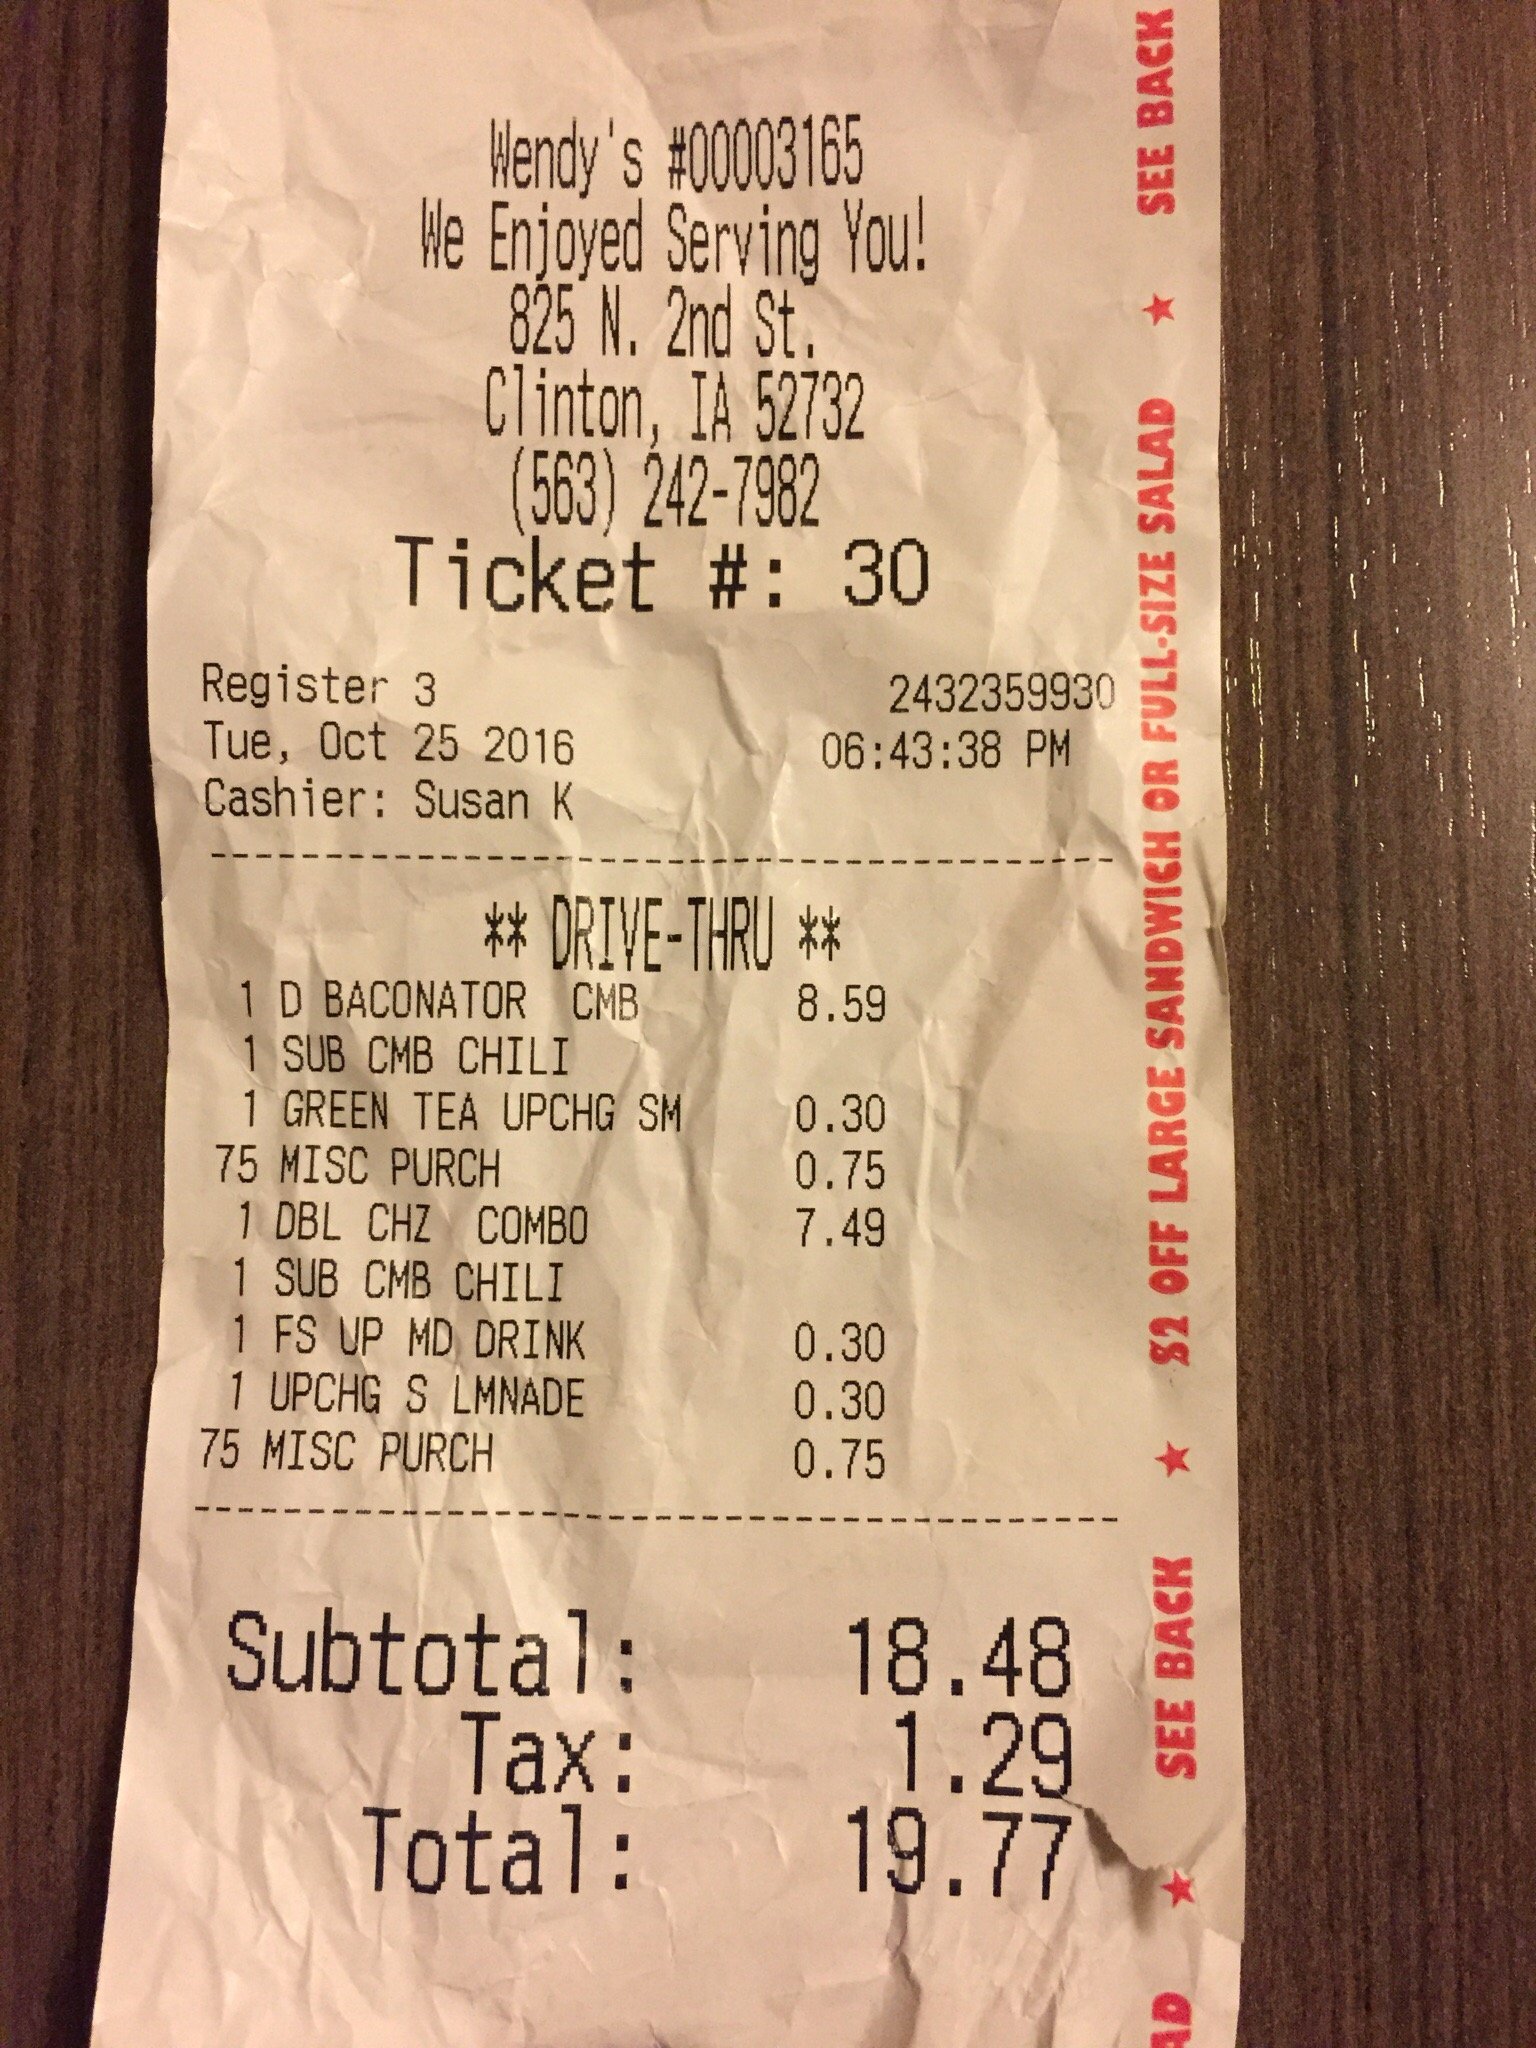 Wendy's #00003165
We Enjoyed Serving You!
825 N. 2nd St.
Clinton, IA 52732
(563) 242-7982
Ticket #: 30
Register 3 2432359930
Tue, Oct 25 2016 06:43:38 PM
Cashier: Susan K
** DRIVE-THRU **
1 D BACONATOR CMB 8.59
1 SUB CMB CHILI
1 GREEN TEA UPCHG SM 0.30
75 MISC PURCH 0.75
1 DBL CHZ COMBO 7.49
1 SUB CMB CHILI
1 FS UP MD DRINK 0.30
1 UPCHG S LMNADE 0.30
75 MISC PURCH 0.75
Subtotal: 18.48
Tax: 1.29
Total: 19.77
AD ★ SEE BACK ★ $2 OFF LARGE SANDWICH OR FULL-SIZE SALAD ★ SEE BACK